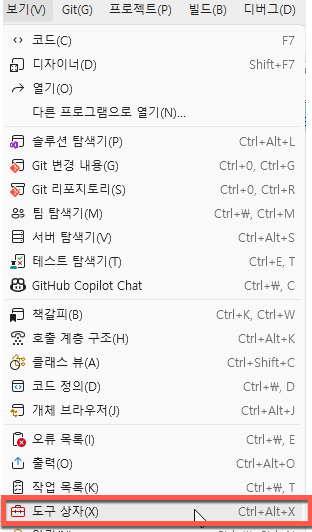 보기(V) Git(G) 프로젝트(P) 빌드(B) 디버그(D)
코드(C) F7
디자이너(D) Shift+F7
열기(O)
다른 프로그램으로 열기(N)...
솔루션 탐색기(P) Ctrl+Alt+L
Git 변경 내용(G) Ctrl+0, Ctrl+G
Git 리포지토리(S) Ctrl+0, Ctrl+R
팀 탐색기(M) Ctrl+₩, Ctrl+M
서버 탐색기(V) Ctrl+Alt+S
테스트 탐색기(T) Ctrl+E, T
GitHub Copilot Chat Ctrl+₩, C
책갈피(B) Ctrl+K, Ctrl+W
호출 계층 구조(H) Ctrl+Alt+K
클래스 뷰(A) Ctrl+Shift+C
코드 정의(D) Ctrl+₩, D
개체 브라우저(J) Ctrl+Alt+J
오류 목록(I) Ctrl+₩, E
출력(O) Ctrl+Alt+O
작업 목록(K) Ctrl+₩, T
도구 상자(X) Ctrl+Alt+X